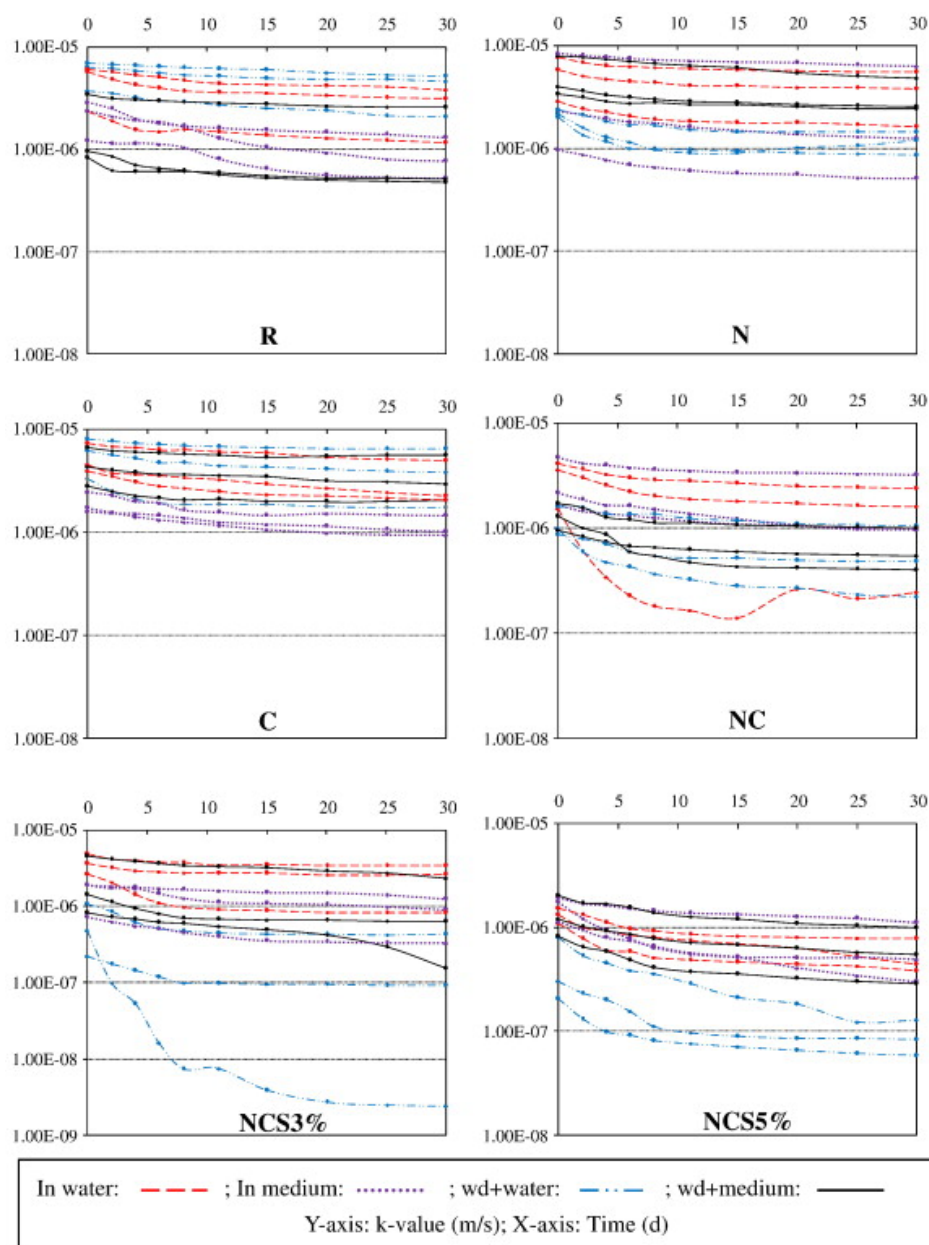 0 5 10 15 20 25 30
1.00E-05
1.00E-06
1.00E-07
1.00E-08
R
0 5 10 15 20 25 30
1.00E-05
1.00E-06
1.00E-07
1.00E-08
N
0 5 10 15 20 25 30
1.00E-05
1.00E-06
1.00E-07
1.00E-08
C
0 5 10 15 20 25 30
1.00E-05
1.00E-06
1.00E-07
1.00E-08
NC
0 5 10 15 20 25 30
1.00E-05
1.00E-06
1.00E-07
1.00E-08
1.00E-09
NCS3%
0 5 10 15 20 25 30
1.00E-05
1.00E-06
1.00E-07
1.00E-08
NCS5%
In water: ; In medium: ; wd+water: ; wd+medium:
Y-axis: k-value (m/s); X-axis: Time (d)